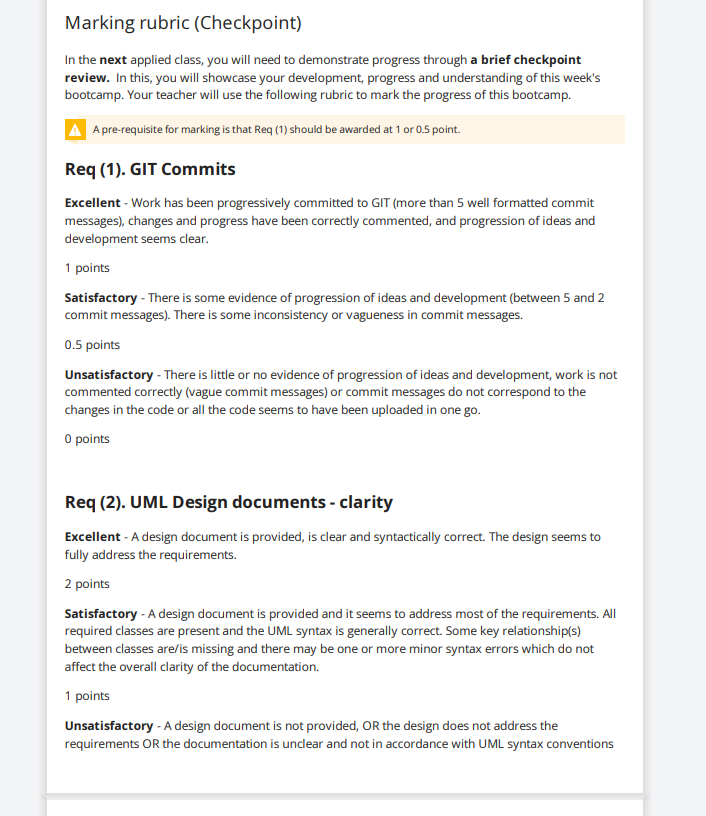 Marking rubric (Checkpoint)
In the next applied class, you will need to demonstrate progress through a brief checkpoint
review.  In this, you will showcase your development, progress and understanding of this week's
bootcamp. Your teacher will use the following rubric to mark the progress of this bootcamp.
A pre-requisite for marking is that Req (1) should be awarded at 1 or 0.5 point.
Req (1). GIT Commits
Excellent - Work has been progressively committed to GIT (more than 5 well formatted commit
messages), changes and progress have been correctly commented, and progression of ideas and
development seems clear.
1 points
Satisfactory - There is some evidence of progression of ideas and development (between 5 and 2
commit messages). There is some inconsistency or vagueness in commit messages.
0.5 points
Unsatisfactory - There is little or no evidence of progression of ideas and development, work is not
commented correctly (vague commit messages) or commit messages do not correspond to the
changes in the code or all the code seems to have been uploaded in one go.
0 points
Req (2). UML Design documents - clarity
Excellent - A design document is provided, is clear and syntactically correct. The design seems to
fully address the requirements.
2 points
Satisfactory - A design document is provided and it seems to address most of the requirements. All
required classes are present and the UML syntax is generally correct. Some key relationship(s)
between classes are/is missing and there may be one or more minor syntax errors which do not
affect the overall clarity of the documentation.
1 points
Unsatisfactory - A design document is not provided, OR the design does not address the
requirements OR the documentation is unclear and not in accordance with UML syntax conventions